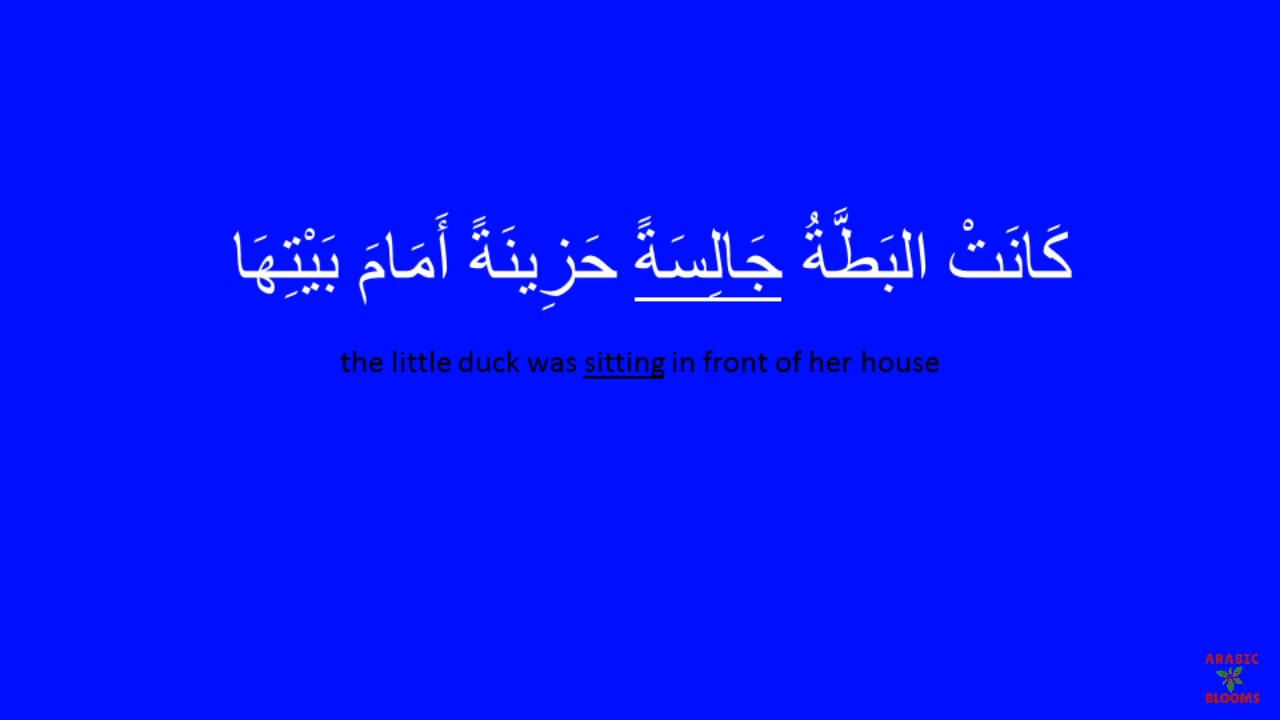 كَانَتْ البَطَّةُ جَالِسَةً حَزِينَةً أَمَامَ بَيْتِهَا
the little duck was sitting in front of her house
ARABIC
BLOOMS